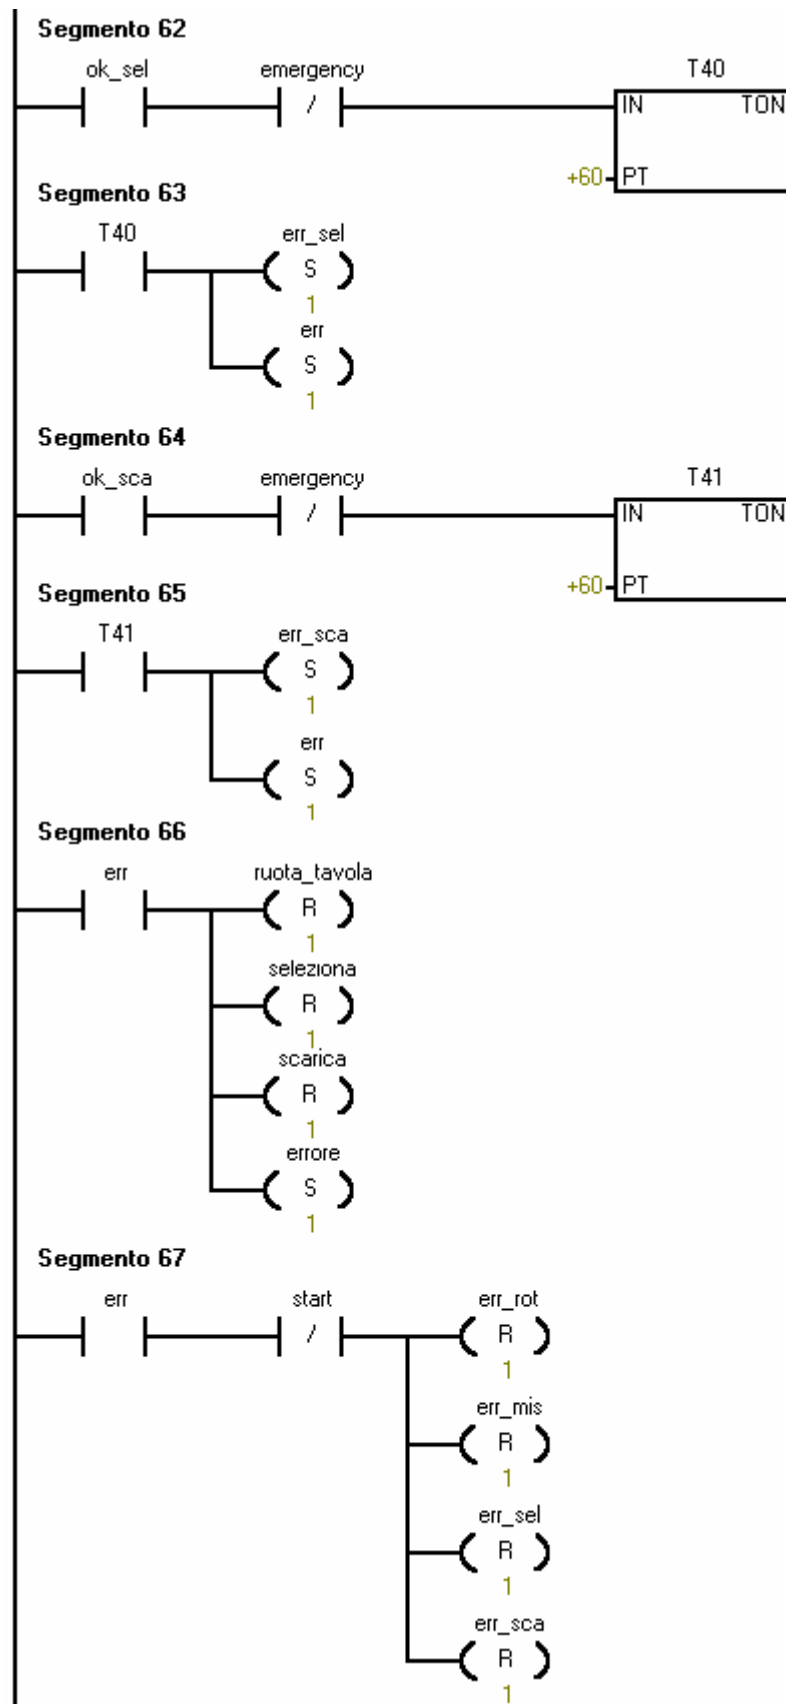 Segmento 62
ok_sel emergency T40
/ IN TON
+60 PT
Segmento 63
T40 err_sel
S
1
err
S
1
Segmento 64
ok_sca emergency T41
/ IN TON
+60 PT
Segmento 65
T41 err_sca
S
1
err
S
1
Segmento 66
err ruota_tavola
R
1
seleziona
R
1
scarica
R
1
errore
S
1
Segmento 67
err start err_rot
/ R
1
err_mis
R
1
err_sel
R
1
err_sca
R
1